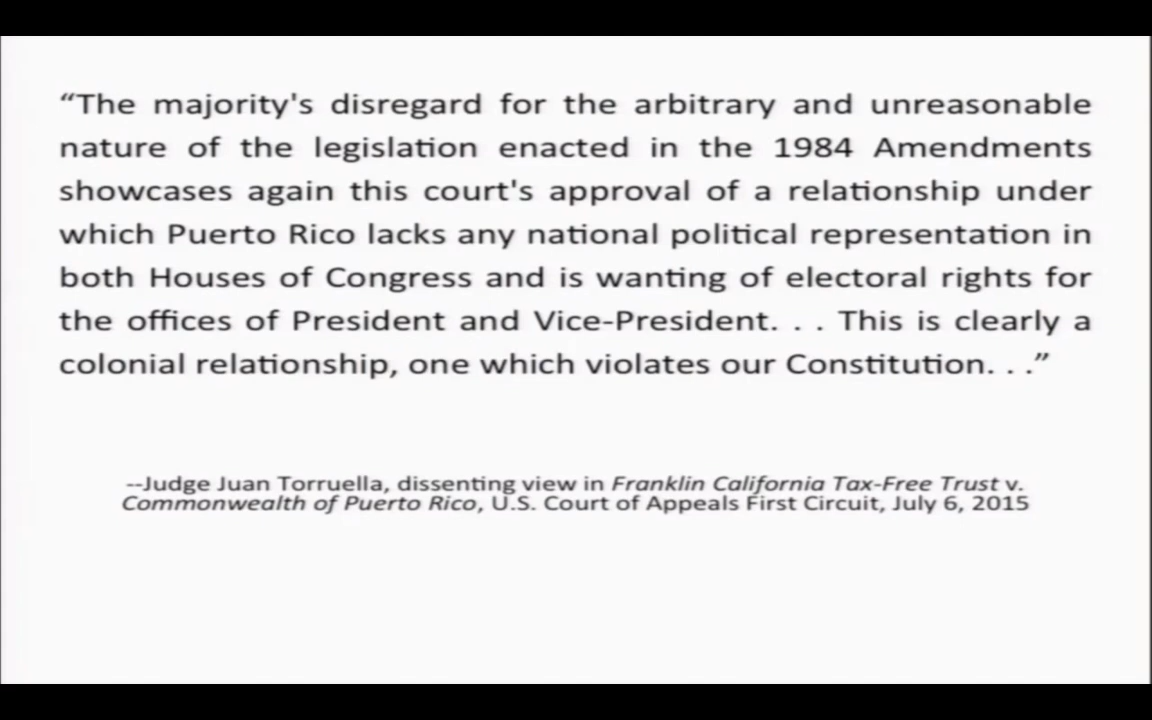 “The majority's disregard for the arbitrary and unreasonable
nature of the legislation enacted in the 1984 Amendments
showcases again this court's approval of a relationship under
which Puerto Rico lacks any national political representation in
both Houses of Congress and is wanting of electoral rights for
the offices of President and Vice-President. . . This is clearly a
colonial relationship, one which violates our Constitution. . .”
--Judge Juan Torruella, dissenting view in Franklin California Tax-Free Trust v.
Commonwealth of Puerto Rico, U.S. Court of Appeals First Circuit, July 6, 2015